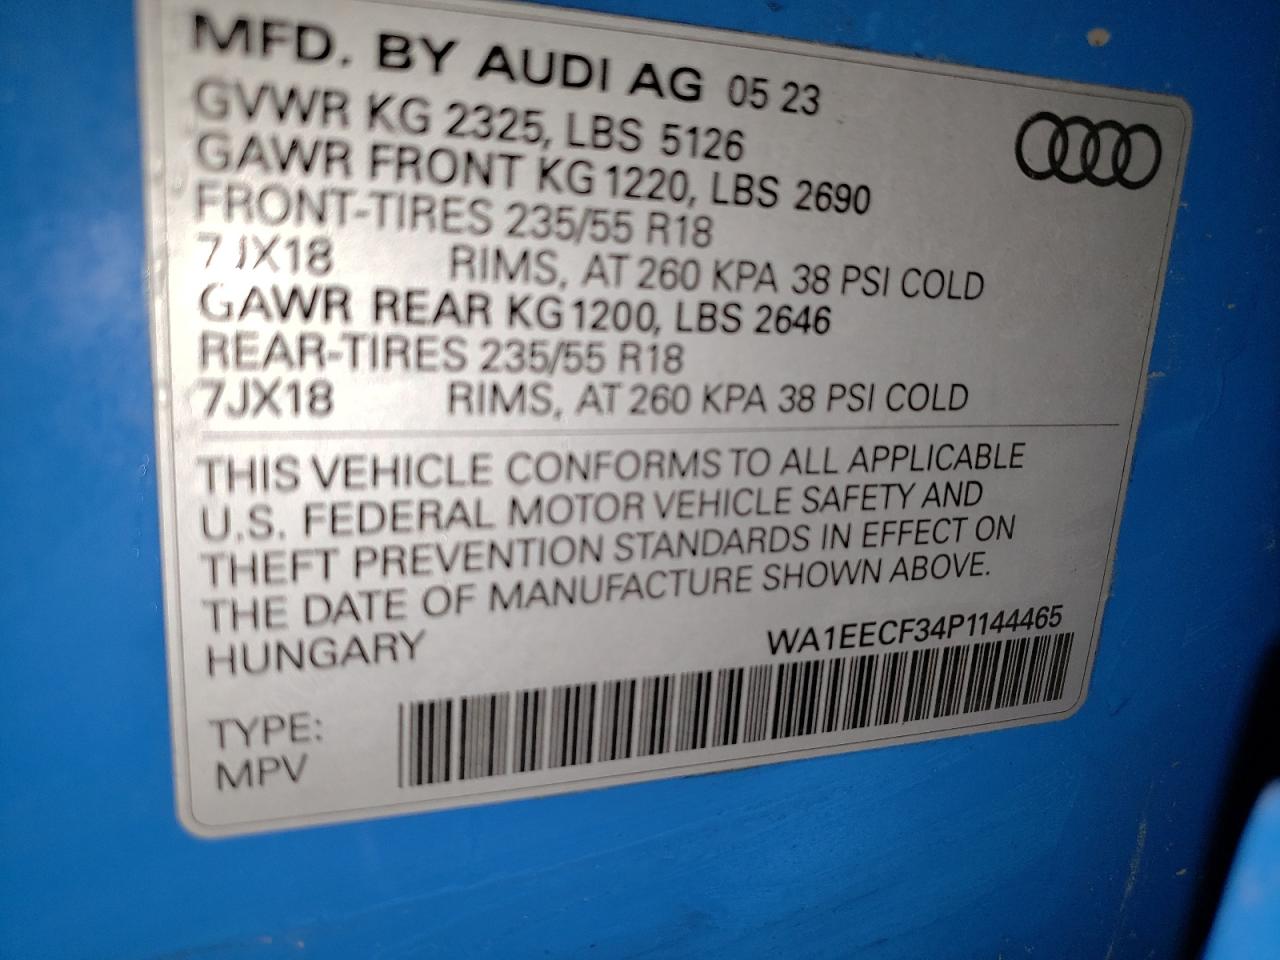 MFD. BY AUDI AG 05 23
GVWR KG 2325, LBS 5126
GAWR FRONT KG 1220, LBS 2690
FRONT-TIRES 235/55 R18
7JX18 RIMS, AT 260 KPA 38 PSI COLD
GAWR REAR KG 1200, LBS 2646
REAR-TIRES 235/55 R18
7JX18 RIMS, AT 260 KPA 38 PSI COLD
THIS VEHICLE CONFORMS TO ALL APPLICABLE
U.S. FEDERAL MOTOR VEHICLE SAFETY AND
THEFT PREVENTION STANDARDS IN EFFECT ON
THE DATE OF MANUFACTURE SHOWN ABOVE.
HUNGARY WA1EECF34P1144465
TYPE:
MPV